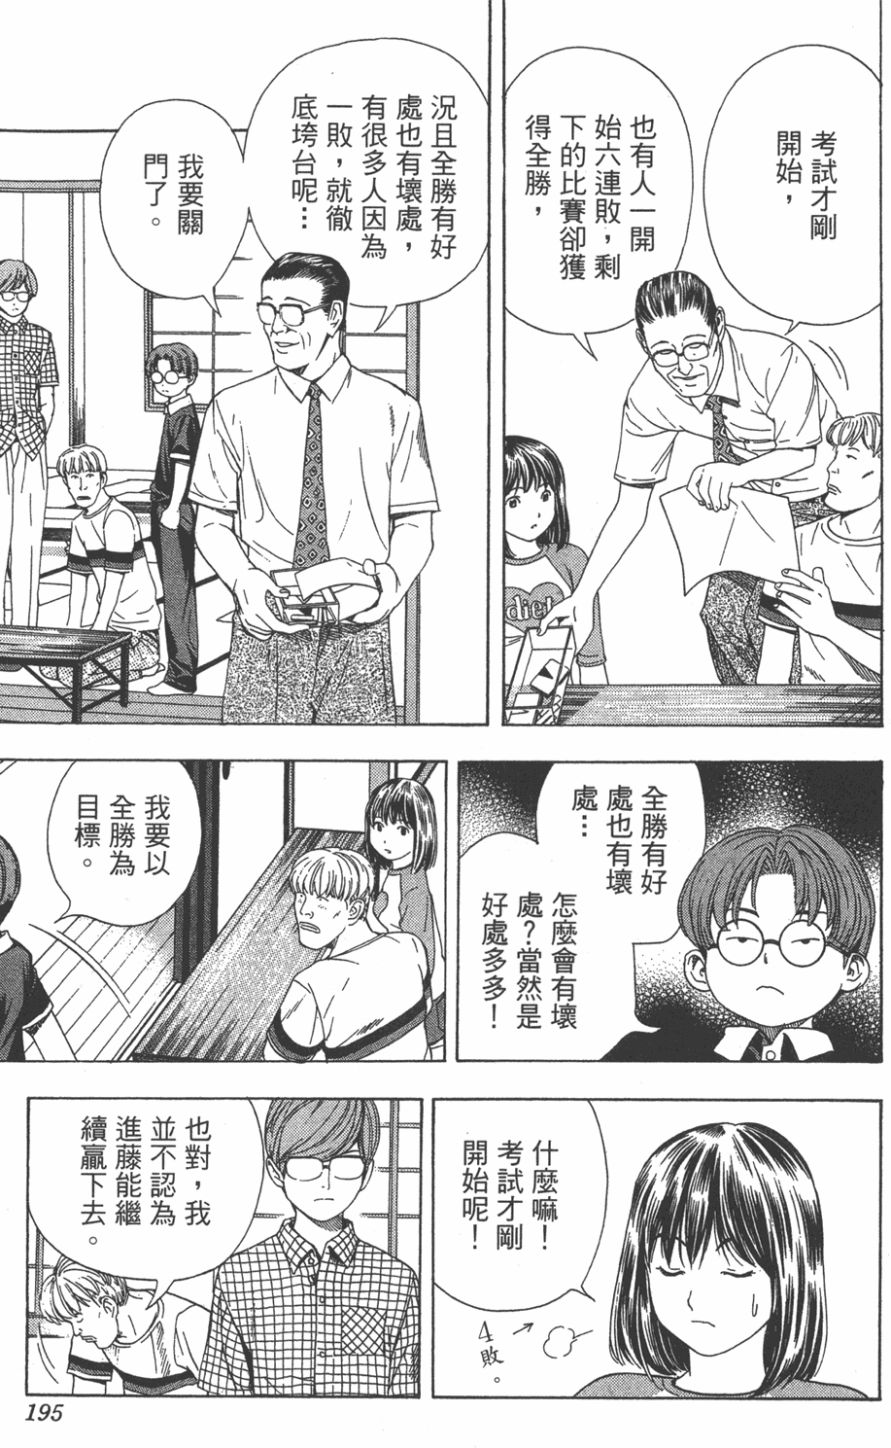 考試才剛
開始，
也有人一開
始六連敗，剩
下的比賽卻獲
得全勝，
diet
況且全勝有好
處也有壞處，
有很多人因為
一敗，就徹
底垮台呢…
我要關
門了。
全勝有好
處也有壞
處…
怎麼會有壞
處？當然是
好處多多！
我要以
全勝為
目標。
什麼嘛！
考試才剛
開始呢！
4敗。
也對，我
並不認為
進藤能繼
續贏下去。
195